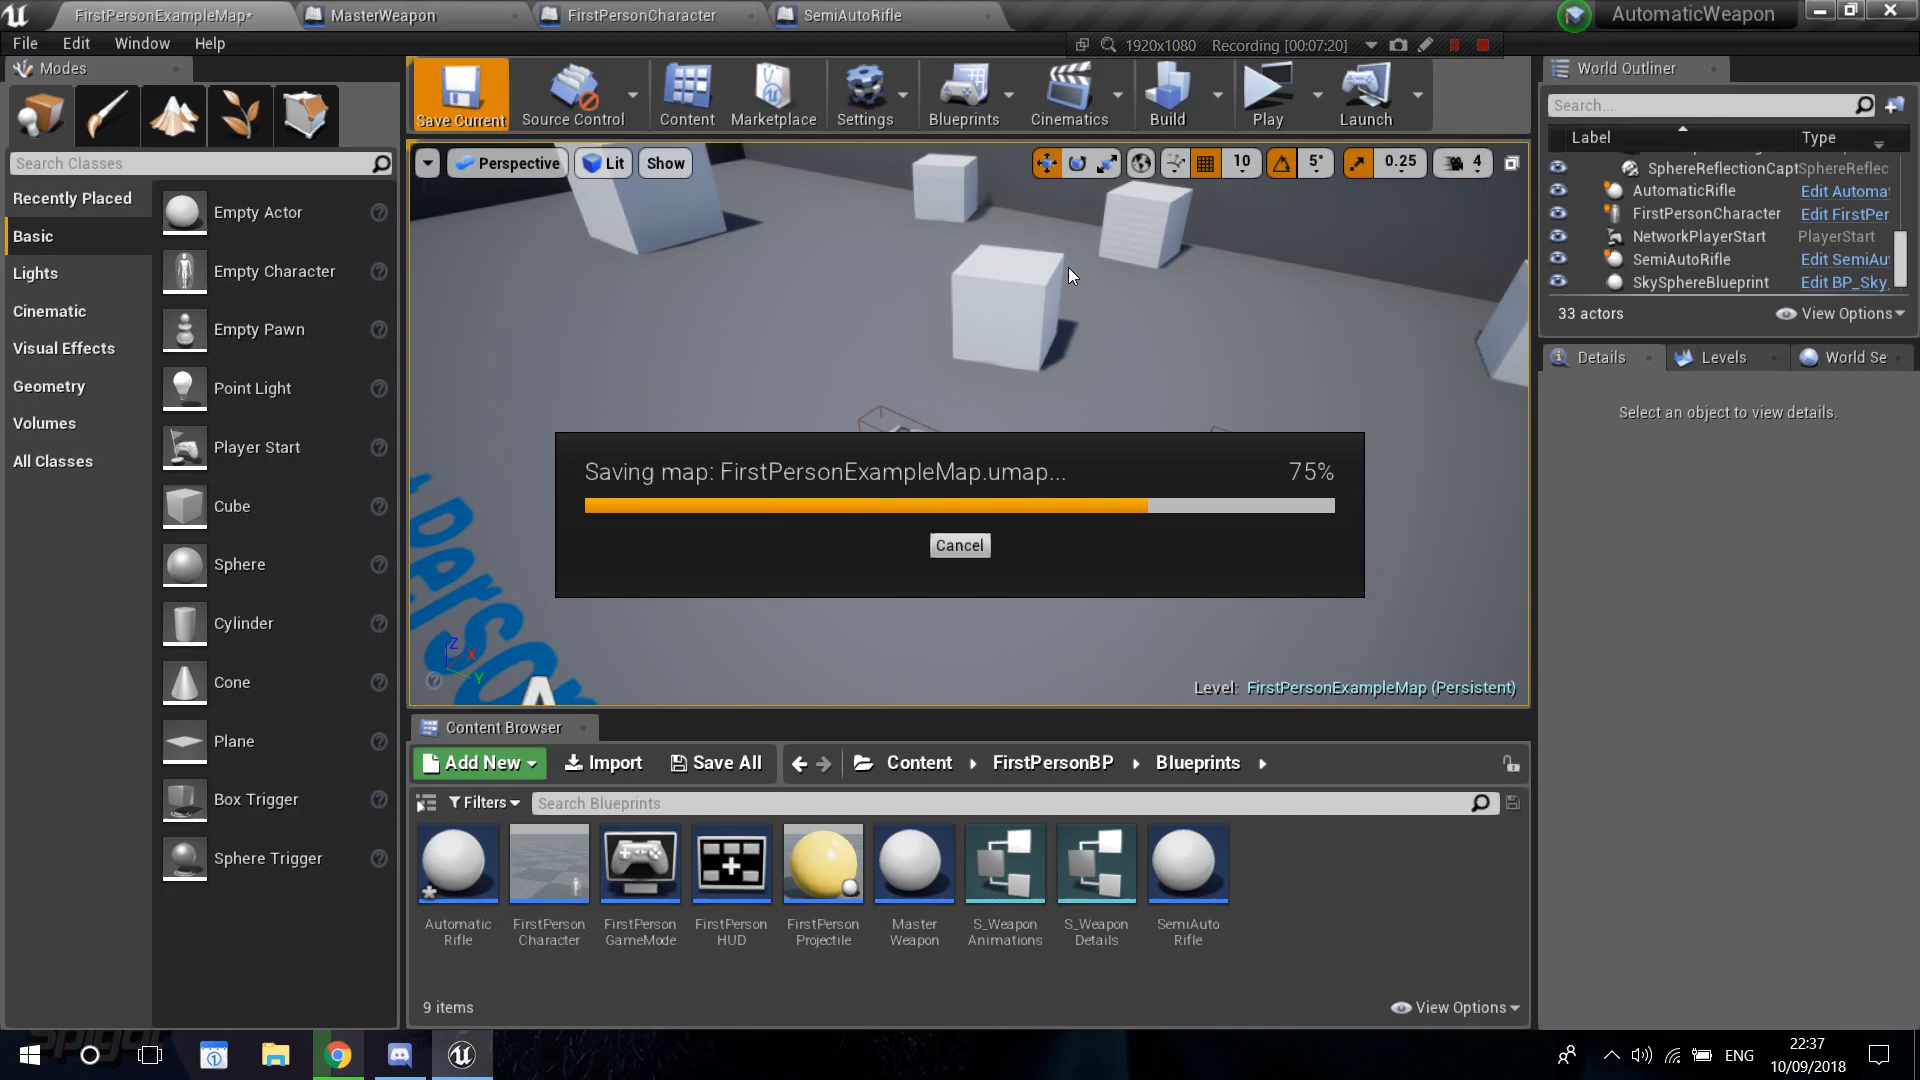 FirstPersonExampleMap*
MasterWeapon
FirstPersonCharacter
SemiAutoRifle
AutomaticWeapon
File Edit Window Help
1920x1080 Recording [00:07:20]
Modes
Search Classes
Recently Placed
Basic
Lights
Cinematic
Visual Effects
Geometry
Volumes
All Classes
Empty Actor
Empty Character
Empty Pawn
Point Light
Player Start
Cube
Sphere
Cylinder
Cone
Plane
Box Trigger
Sphere Trigger
Save Current
Source Control
Content
Marketplace
Settings
Blueprints
Cinematics
Build
Play
Launch
Perspective
Lit
Show
10
5°
0.25
4
Saving map: FirstPersonExampleMap.umap... 75%
Cancel
Z
X
Y
Level: FirstPersonExampleMap (Persistent)
World Outliner
Search...
Label Type
SphereReflectionCapt SphereReflec
AutomaticRifle Edit Automat
FirstPersonCharacter Edit FirstPer
NetworkPlayerStart PlayerStart
SemiAutoRifle Edit SemiAut
SkySphereBlueprint Edit BP_Sky_
33 actors
View Options
Details
Levels
World Se
Select an object to view details.
Content Browser
Add New
Import
Save All
Content
FirstPersonBP
Blueprints
Filters
Search Blueprints
Automatic
Rifle
FirstPerson
Character
FirstPerson
GameMode
FirstPerson
HUD
FirstPerson
Projectile
Master
Weapon
S_Weapon
Animations
S_Weapon
Details
SemiAuto
Rifle
9 items
View Options
ENG
22:37
10/09/2018